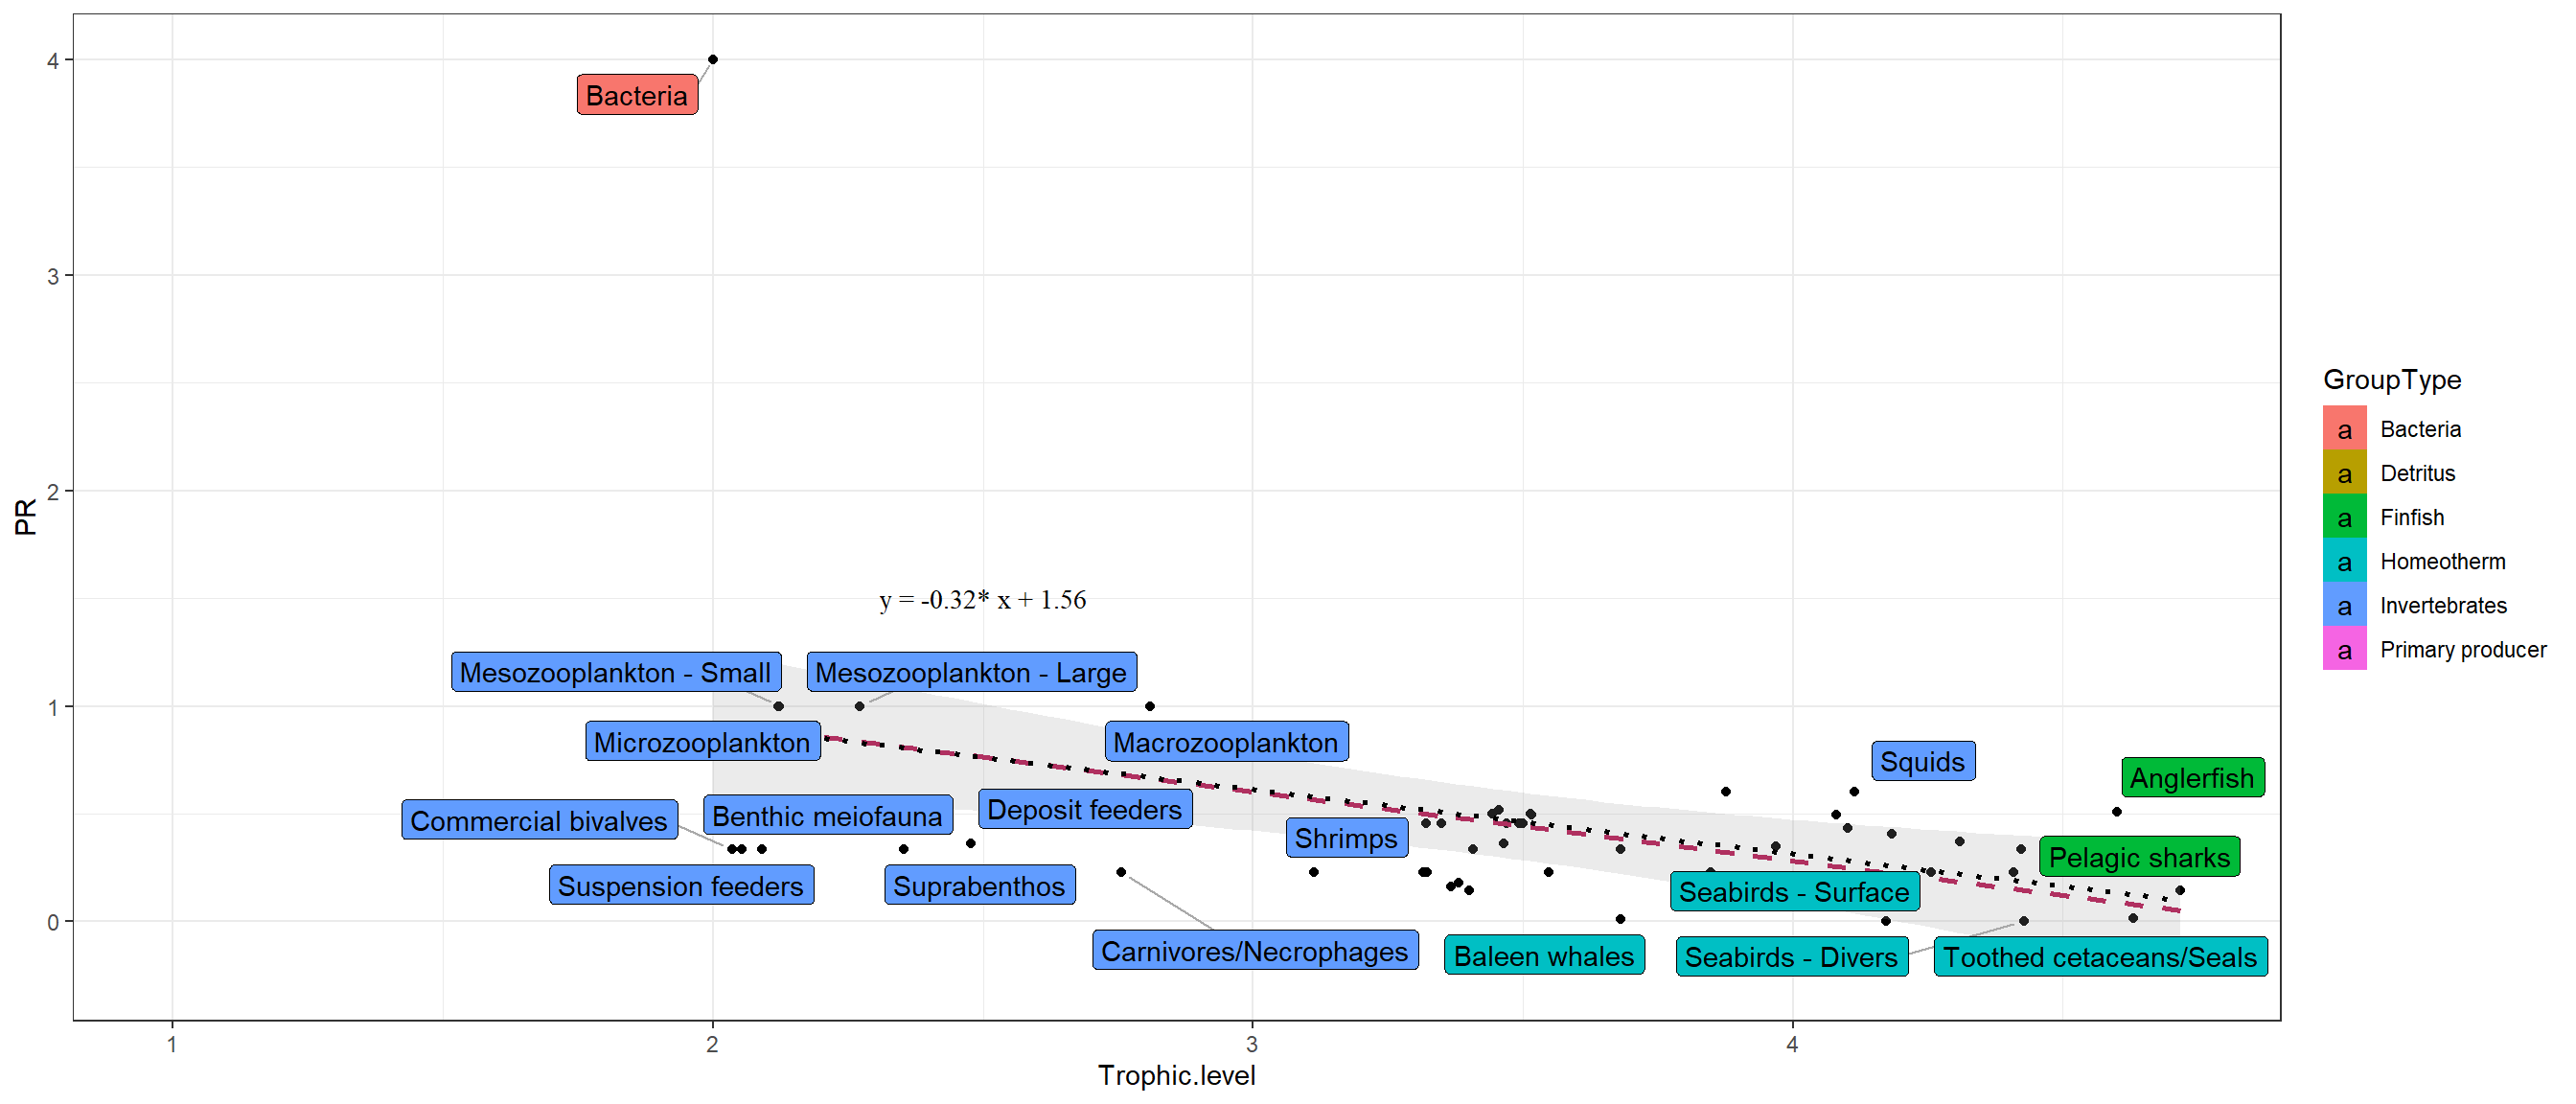 4
Bacteria
3
GroupType
a Bacteria
a Detritus
2
PR
a Finfish
a Homeotherm
y = -0.32* x + 1.56
a Invertebrates
a Primary producer
Mesozooplankton - Small
Mesozooplankton - Large
1
Microzooplankton
Macrozooplankton
Squids
Anglerfish
Commercial bivalves
Benthic meiofauna
Deposit feeders
Shrimps
Pelagic sharks
Suspension feeders
Suprabenthos
Seabirds - Surface
0
Carnivores/Necrophages
Baleen whales
Seabirds - Divers
Toothed cetaceans/Seals
1 2 3 4
Trophic.level